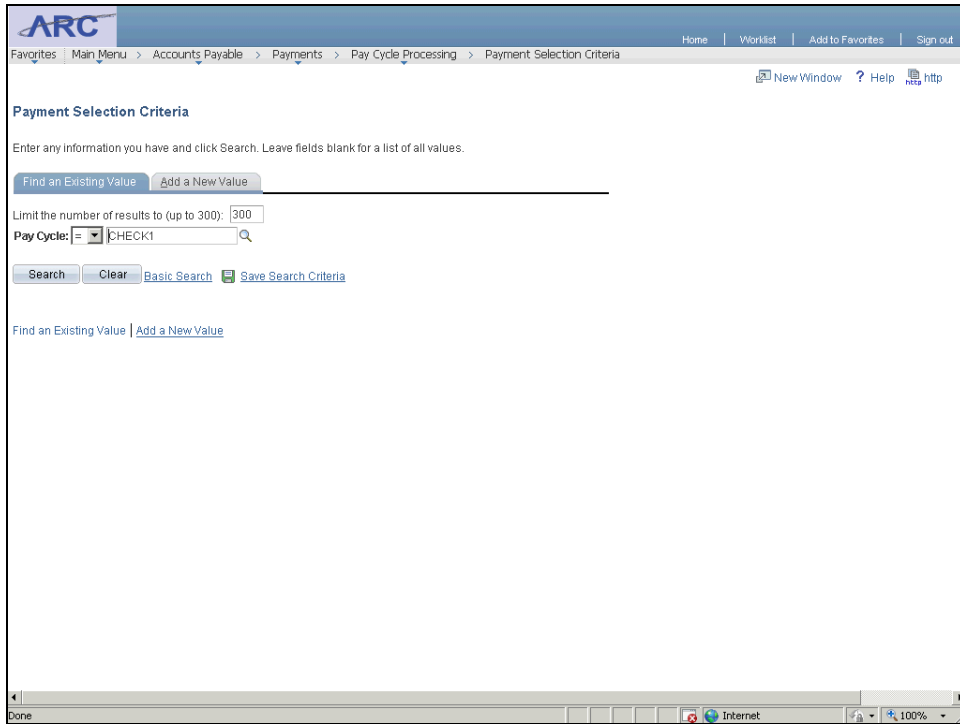 ARC
Home | Worklist | Add to Favorites | Sign out
Favorites Main Menu > Accounts Payable > Payments > Pay Cycle Processing > Payment Selection Criteria
New Window ? Help http
Payment Selection Criteria
Enter any information you have and click Search. Leave fields blank for a list of all values.
Find an Existing Value Add a New Value
Limit the number of results to (up to 300): 300
Pay Cycle: = CHECK1
Search Clear Basic Search Save Search Criteria
Find an Existing Value | Add a New Value
Done Internet 100%